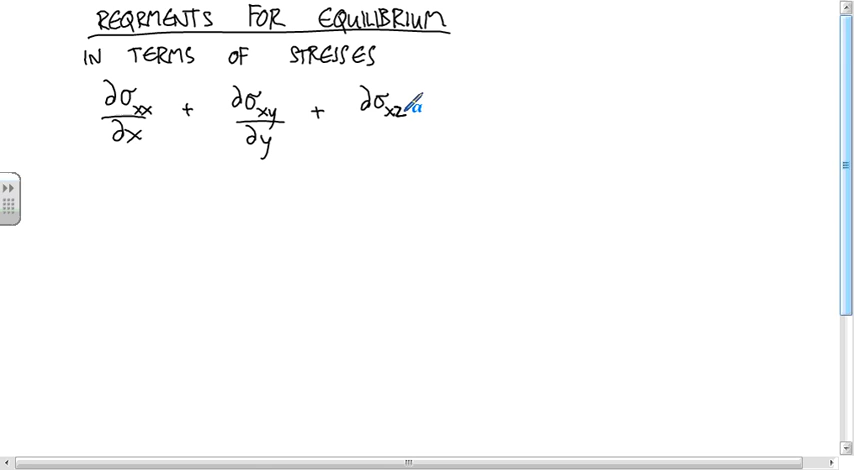 REQRMENTS FOR EQUILIBRIUM
IN TERMS OF STRESSES
∂σxx/∂x + ∂σxy/∂y + ∂σxz